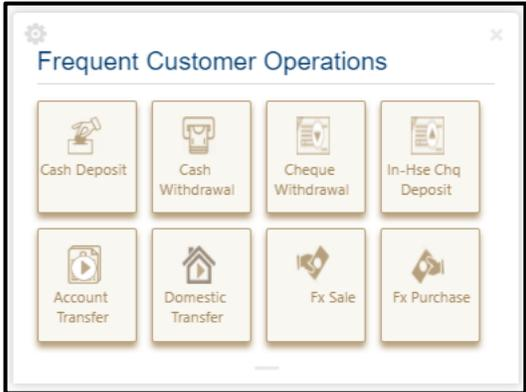 Frequent Customer Operations
Cash Deposit
Cash
Withdrawal
Cheque
Withdrawal
In-Hse Chq
Deposit
Account
Transfer
Domestic
Transfer
Fx Sale
Fx Purchase